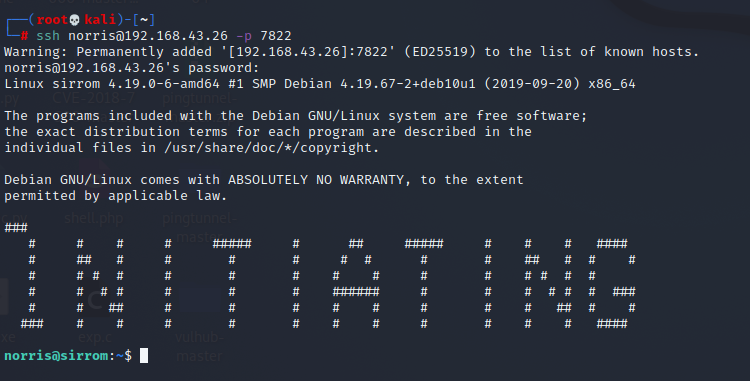 ┌──(root💀kali)-[~]
└─# ssh norris@192.168.43.26 -p 7822
Warning: Permanently added '[192.168.43.26]:7822' (ED25519) to the list of known hosts.
norris@192.168.43.26's password:
Linux sirrom 4.19.0-6-amd64 #1 SMP Debian 4.19.67-2+deb10u1 (2019-09-20) x86_64
The programs included with the Debian GNU/Linux system are free software;
the exact distribution terms for each program are described in the
individual files in /usr/share/doc/*/copyright.
Debian GNU/Linux comes with ABSOLUTELY NO WARRANTY, to the extent
permitted by applicable law.
INITIATING
norris@sirrom:~$